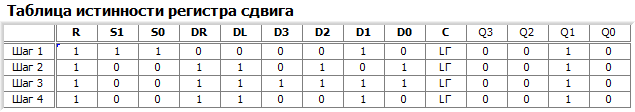 Таблица истинности регистра сдвига
R S1 S0 DR DL D3 D2 D1 D0 C Q3 Q2 Q1 Q0
Шаг 1 1 1 1 0 0 0 0 1 0 _Г 0 0 1 0
Шаг 2 1 0 0 1 1 0 1 0 1 _Г 0 0 1 0
Шаг 3 1 0 0 1 1 1 1 1 1 _Г 0 0 1 0
Шаг 4 1 0 0 1 1 0 0 1 0 _Г 0 0 1 0